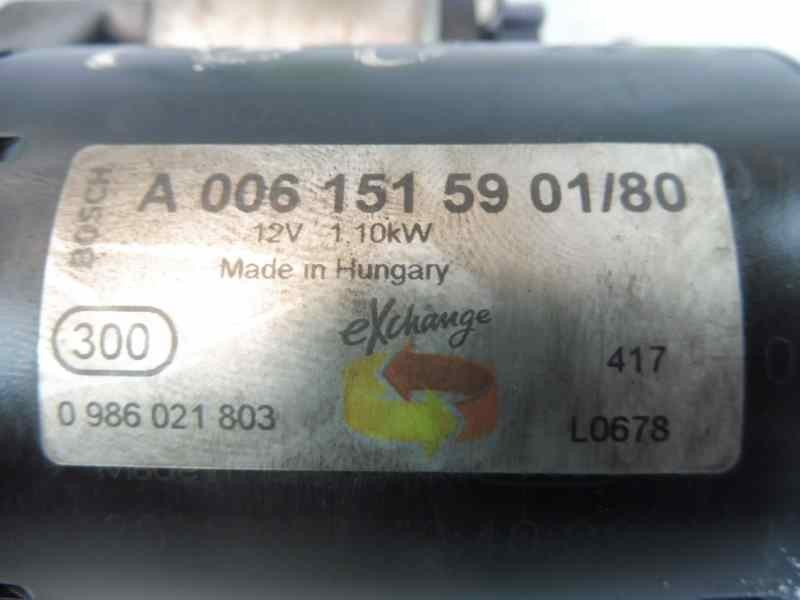 BOSCH
A 006 151 59 01/80
12V 1.10kW
Made in Hungary
300
eXchange
417
0 986 021 803
L0678
Made